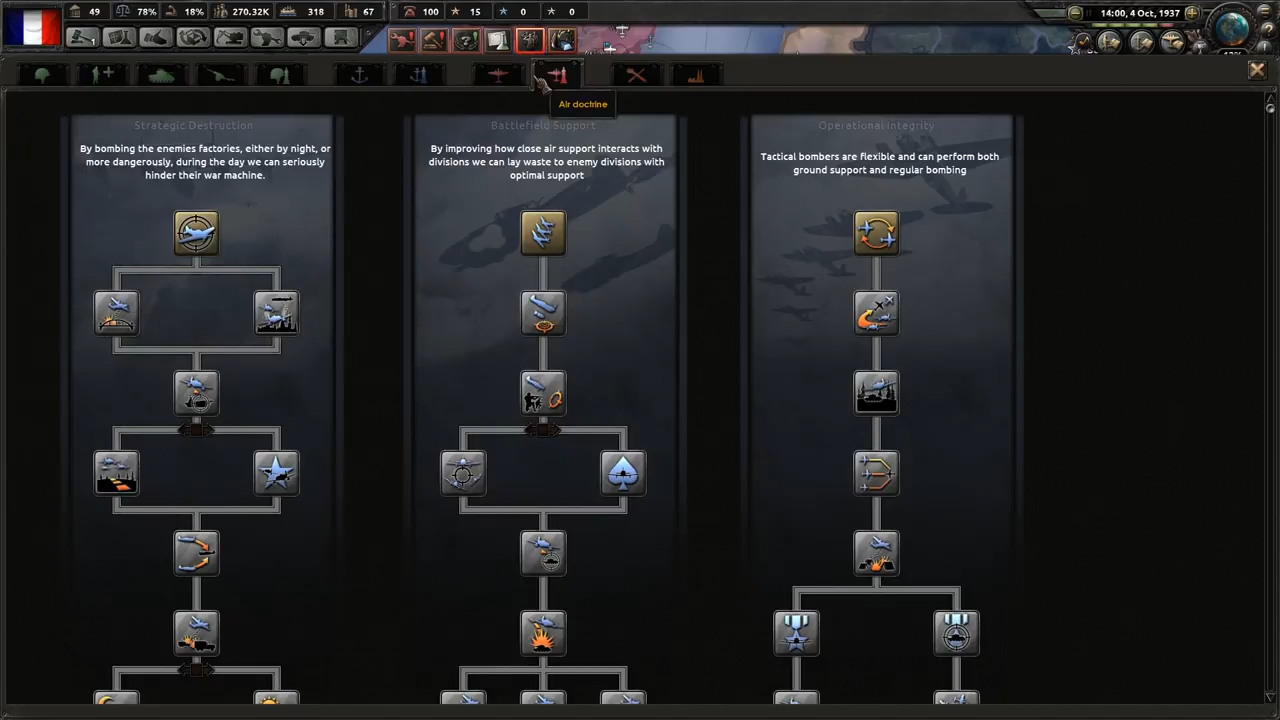 49 78% 18% 270.32K 318 67 100 15 0 0 14:00, 4 Oct, 1937
Air doctrine
Strategic Destruction
By bombing the enemies factories, either by night, or
more dangerously, during the day we can seriously
hinder their war machine.
Battlefield Support
By improving how close air support interacts with
divisions we can lay waste to enemy divisions with
optimal support
Operational Integrity
Tactical bombers are flexible and can perform both
ground support and regular bombing